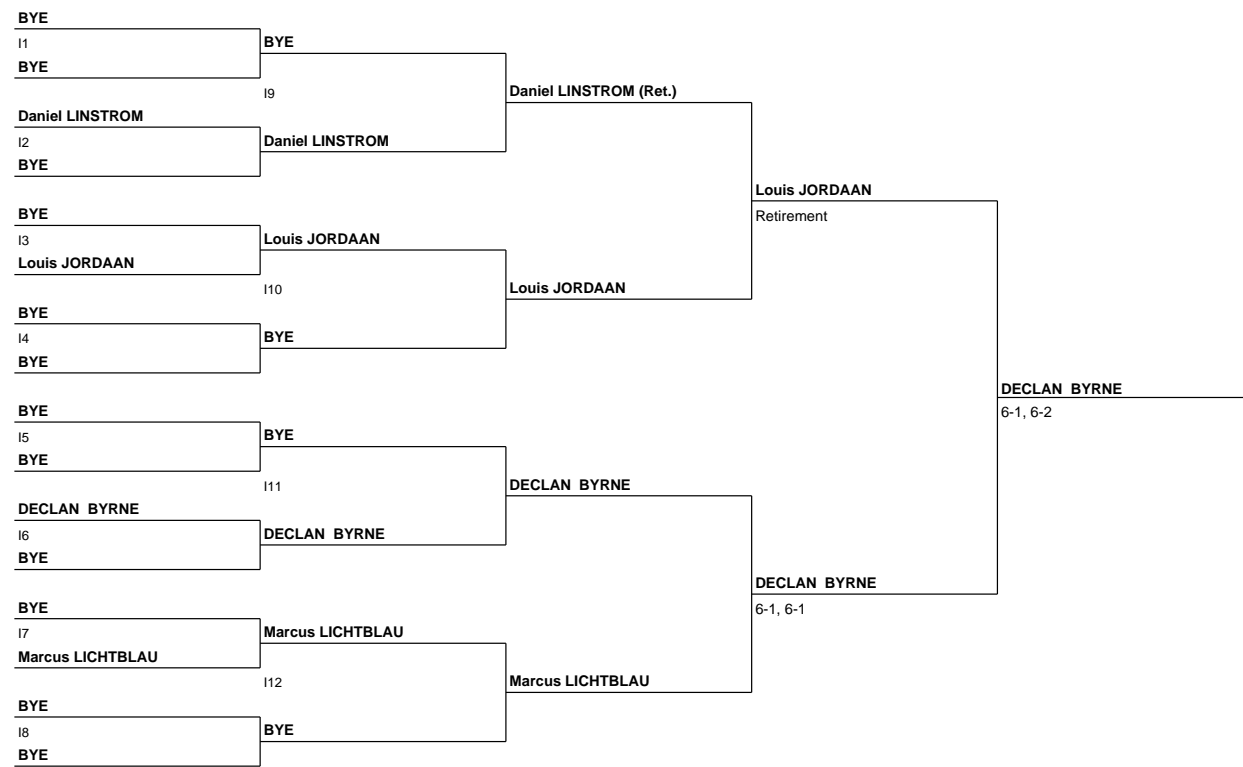 BYE
I1
BYE
BYE
I9
Daniel LINSTROM (Ret.)
Daniel LINSTROM
I2
Daniel LINSTROM
BYE
Louis JORDAAN
Retirement
BYE
I3
Louis JORDAAN
Louis JORDAAN
I10
Louis JORDAAN
BYE
I4
BYE
BYE
DECLAN  BYRNE
6-1, 6-2
BYE
I5
BYE
BYE
I11
DECLAN  BYRNE
DECLAN  BYRNE
I6
DECLAN  BYRNE
BYE
DECLAN  BYRNE
6-1, 6-1
BYE
I7
Marcus LICHTBLAU
Marcus LICHTBLAU
I12
Marcus LICHTBLAU
BYE
I8
BYE
BYE